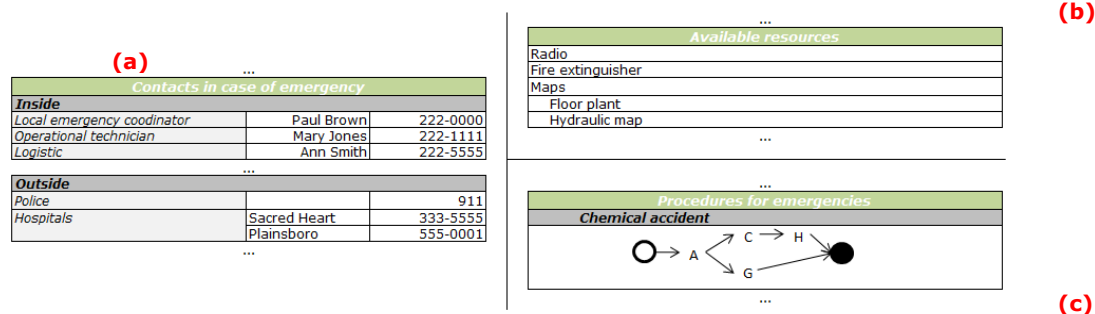 (a)
...
Contacts in case of emergency
Inside
Local emergency coodinator Paul Brown 222-0000
Operational technician Mary Jones 222-1111
Logistic Ann Smith 222-5555
...
Outside
Police 911
Hospitals Sacred Heart 333-5555
Plainsboro 555-0001
...
(b)
...
Available resources
Radio
Fire extinguisher
Maps
Floor plant
Hydraulic map
...
...
Procedures for emergencies
Chemical accident
A C H
G
...
(c)